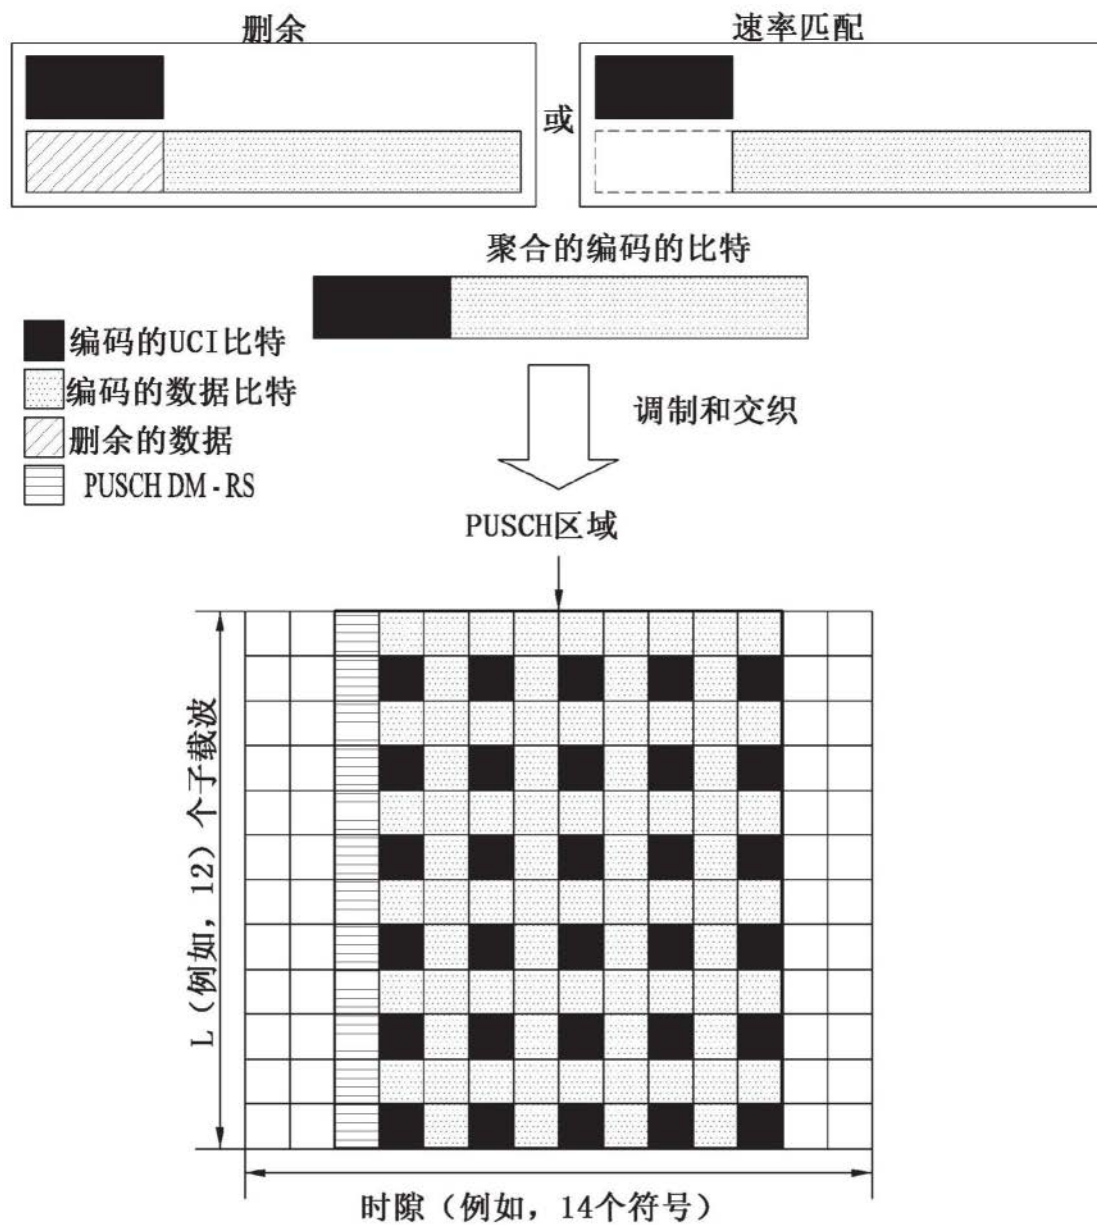 删余
速率匹配
或
聚合的编码的比特
编码的UCI比特
编码的数据比特
删余的数据
PUSCH DM - RS
调制和交织
PUSCH区域
L (例如, 12) 个子载波
时隙 (例如, 14个符号)